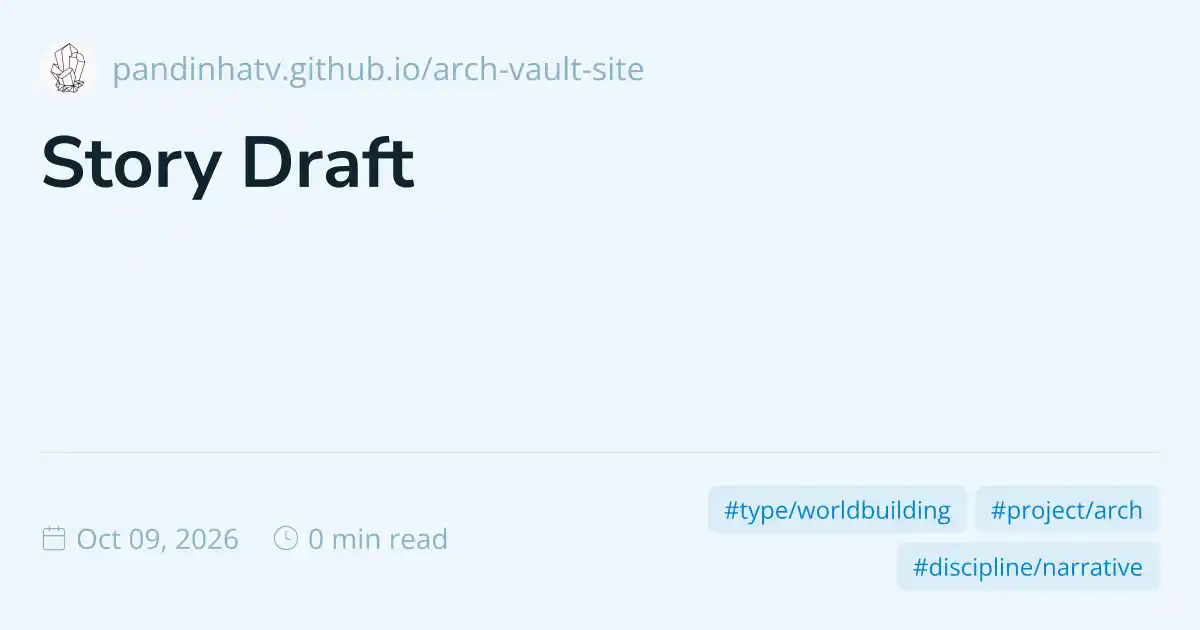 pandinhatv.github.io/arch-vault-site
Story Draft
Oct 09, 2026 0 min read
#type/worldbuilding #project/arch
#discipline/narrative